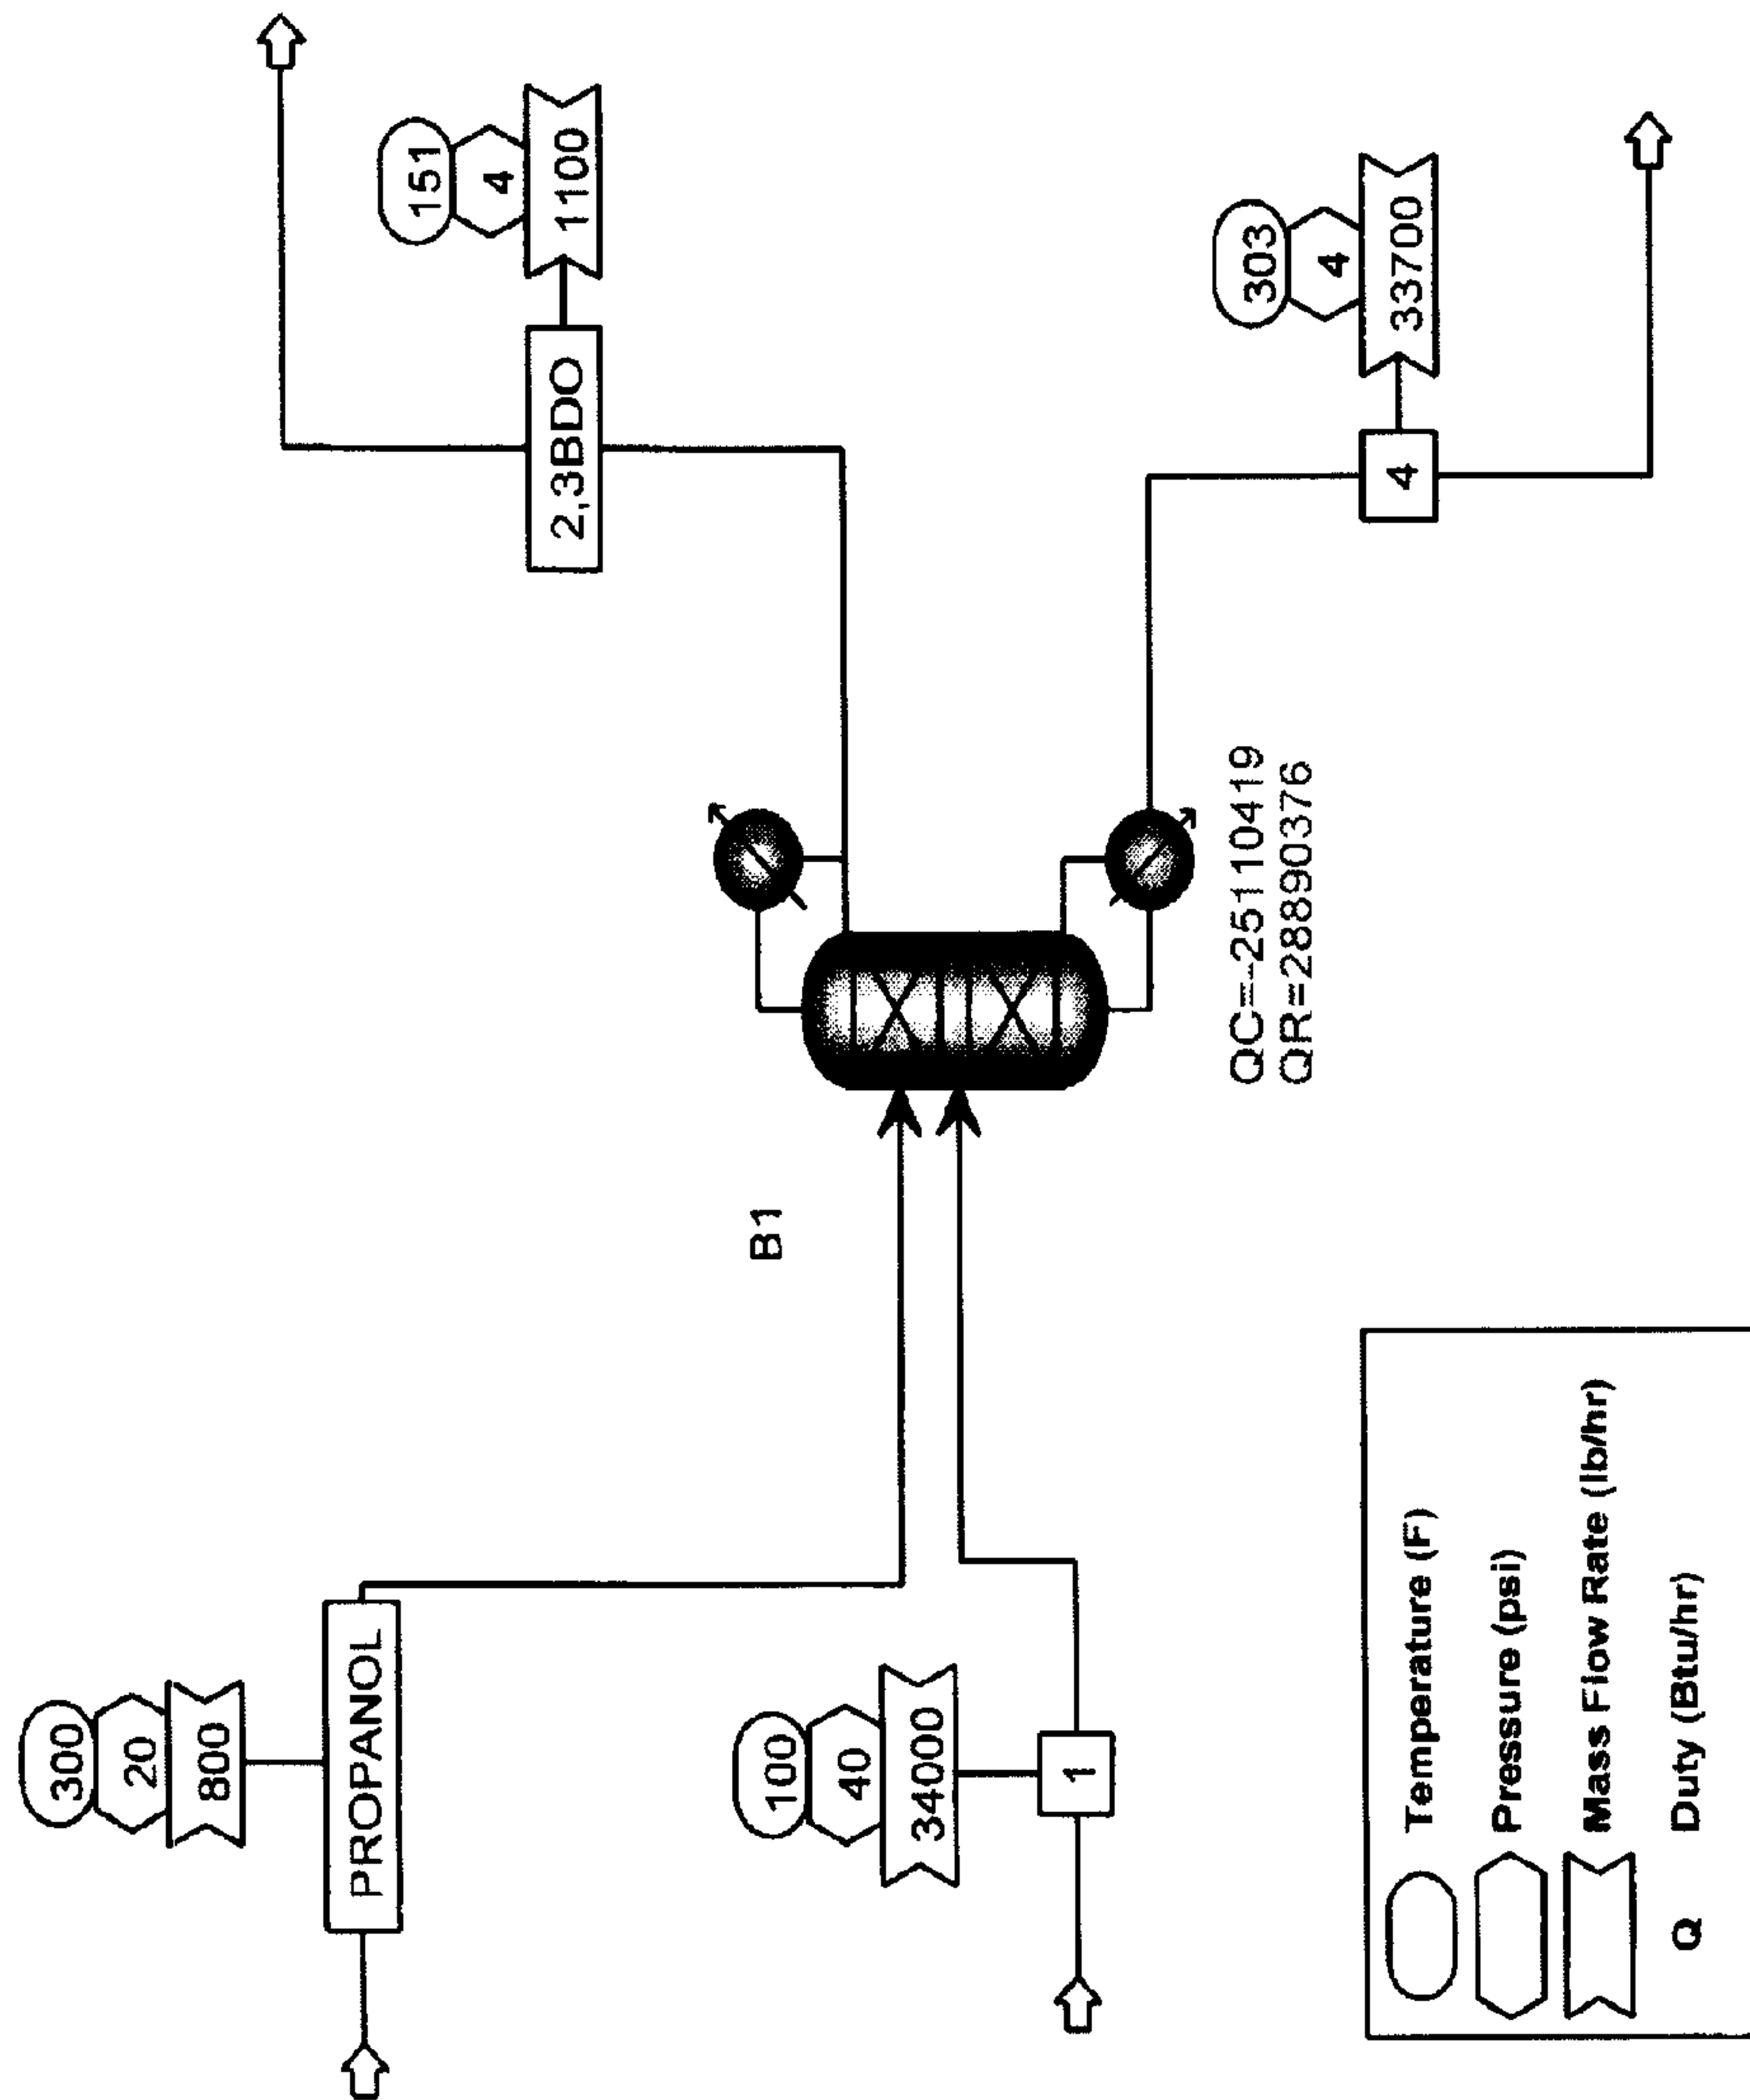 300
20
800
PROPANOL
100
40
34000
1
B1
QC=-25110419
QR=28890376
151
4
1100
2,3BDO
303
4
33700
4
Temperature (F)
Pressure (psi)
Mass Flow Rate (lb/hr)
Q Duty (Btu/hr)